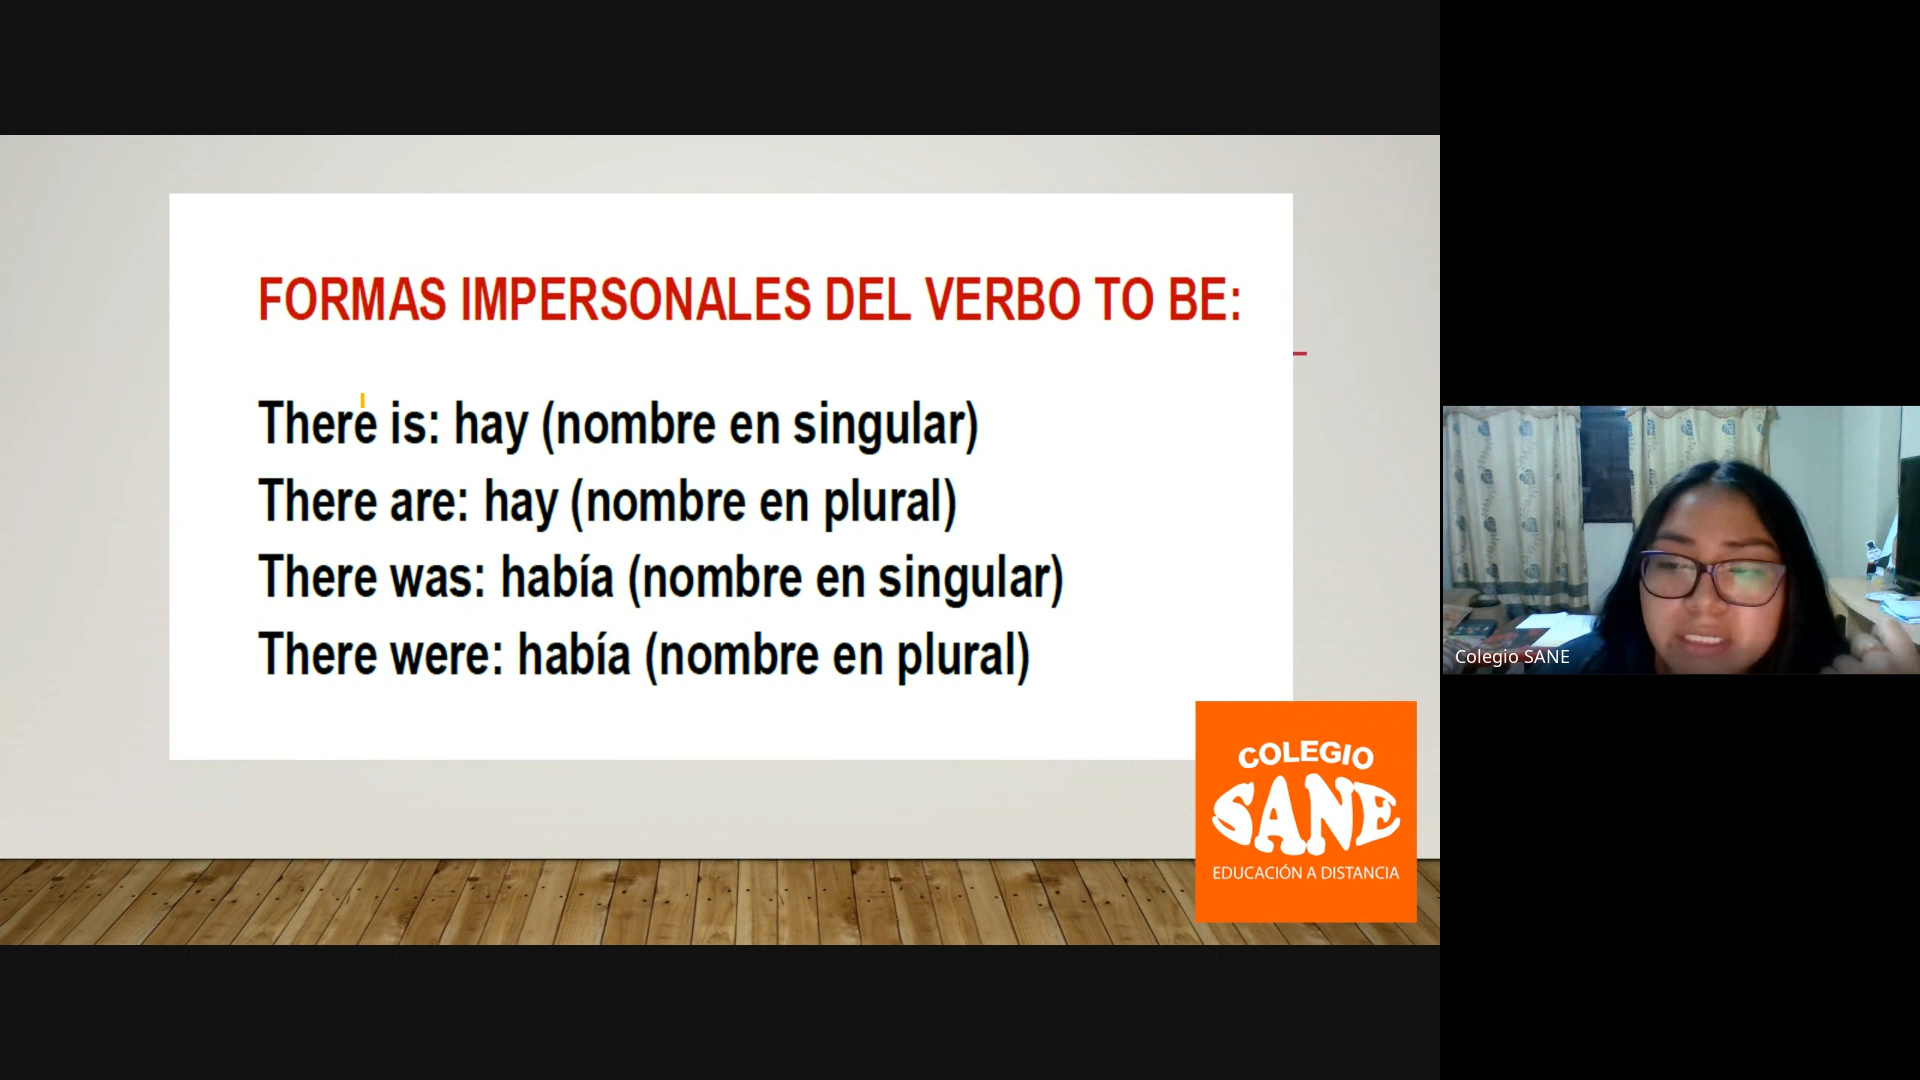 FORMAS IMPERSONALES DEL VERBO TO BE:
There is: hay (nombre en singular)
There are: hay (nombre en plural)
There was: había (nombre en singular)
There were: había (nombre en plural)
COLEGIO
SANE
EDUCACIÓN A DISTANCIA
Colegio SANE